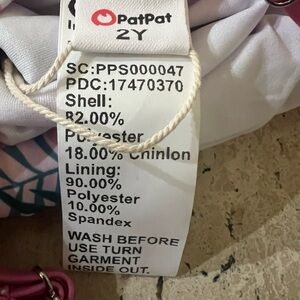 PatPat
2Y
SC:PPS000047
PDC:17470370
Shell:
82.00%
Polyester
18.00% Chinlon
Lining:
90.00%
Polyester
10.00%
Spandex
WASH BEFORE
USE TURN
GARMENT
INSIDE OUT.